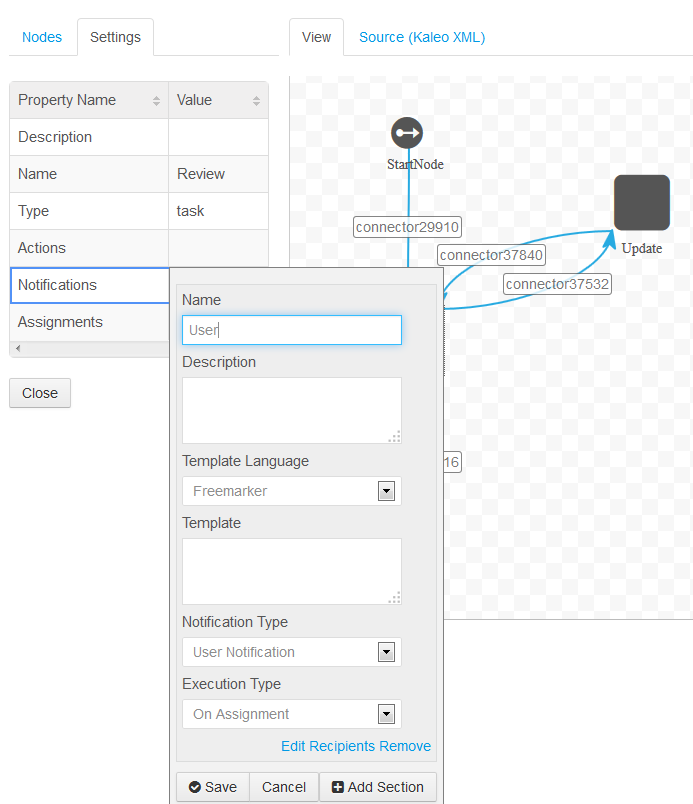 Nodes Settings View Source (Kaleo XML)
Property Name Value
Description
Name Review
Type task
Actions
Notifications
Assignments
Close
StartNode
connector29910
Update
connector37840
connector37532
16
Name
User
Description
Template Language
Freemarker
Template
Notification Type
User Notification
Execution Type
On Assignment
Edit Recipients Remove
Save Cancel Add Section